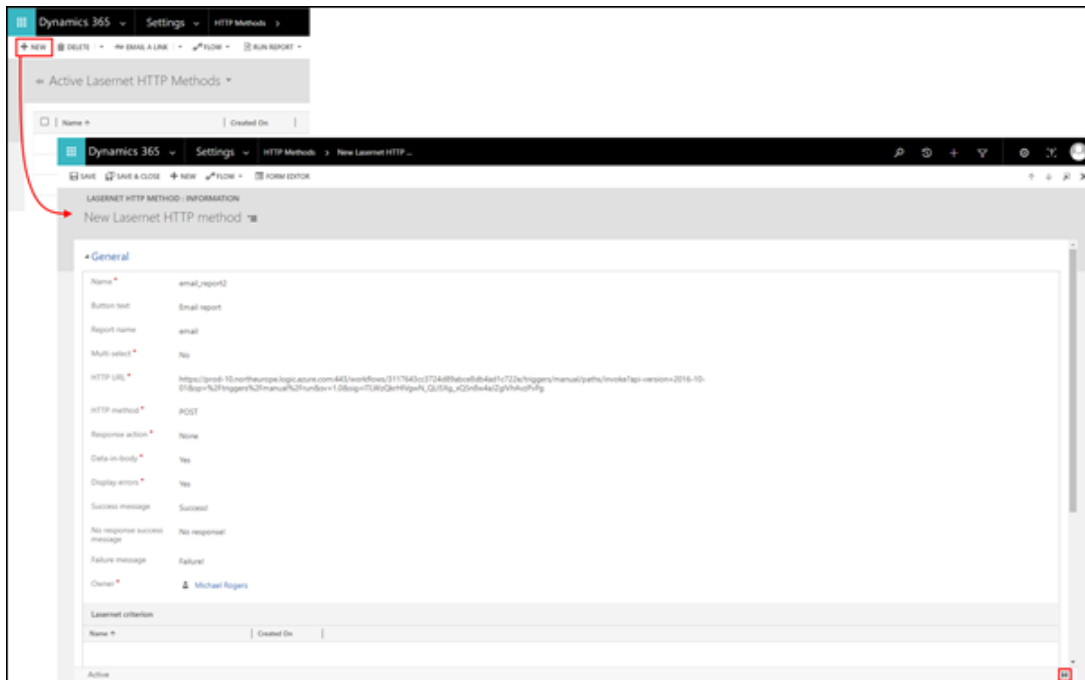 Dynamics 365 Settings HTTP Methods
NEW DELETE EMAIL A LINK FLOW RUN REPORT
Active Lasernet HTTP Methods
Name Created On
Dynamics 365 Settings HTTP Methods New Lasernet HTTP ...
SAVE SAVE & CLOSE NEW FLOW FORM EDITOR
LASERNET HTTP METHOD : INFORMATION
New Lasernet HTTP method
General
Name * email_report2
Button text Email report
Report name email
Multi-select * No
HTTP URL *
HTTP method * POST
Response action * None
Data-in-body * Yes
Display errors * Yes
Success message Success!
No response success No response!
message
Failure message Failure!
Owner * Michael Rogers
Lasernet criterion
Name Created On
Active